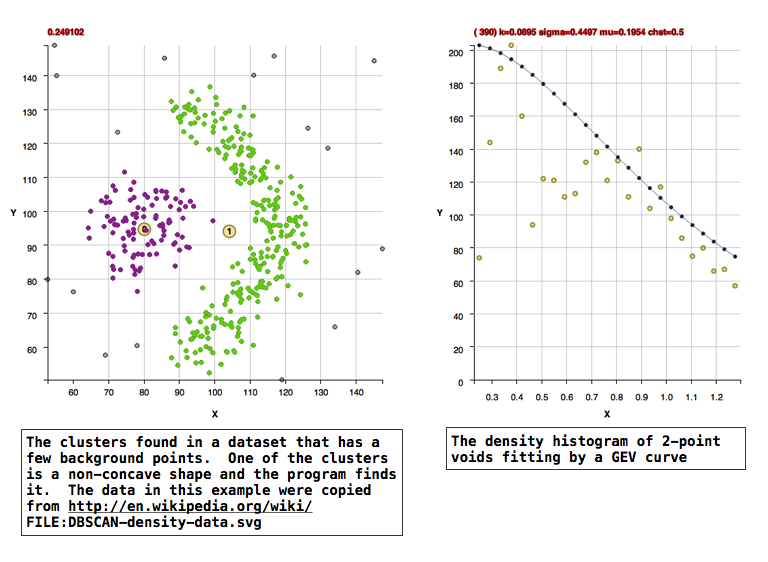 0.249102
140
130
120
110
100
90
80
70
60
Y
0
1
60 70 80 90 100 110 120 130 140
X
The clusters found in a dataset that has a
few background points. One of the clusters
is a non-concave shape and the program finds
it. The data in this example were copied
from http://en.wikipedia.org/wiki/
FILE:DBSCAN-density-data.svg
( 390) k=0.0895 sigma=0.4497 mu=0.1954 chst=0.5
200
180
160
140
120
100
80
60
40
20
0
Y
0.3 0.4 0.5 0.6 0.7 0.8 0.9 1.0 1.1 1.2
X
The density histogram of 2-point
voids fitting by a GEV curve